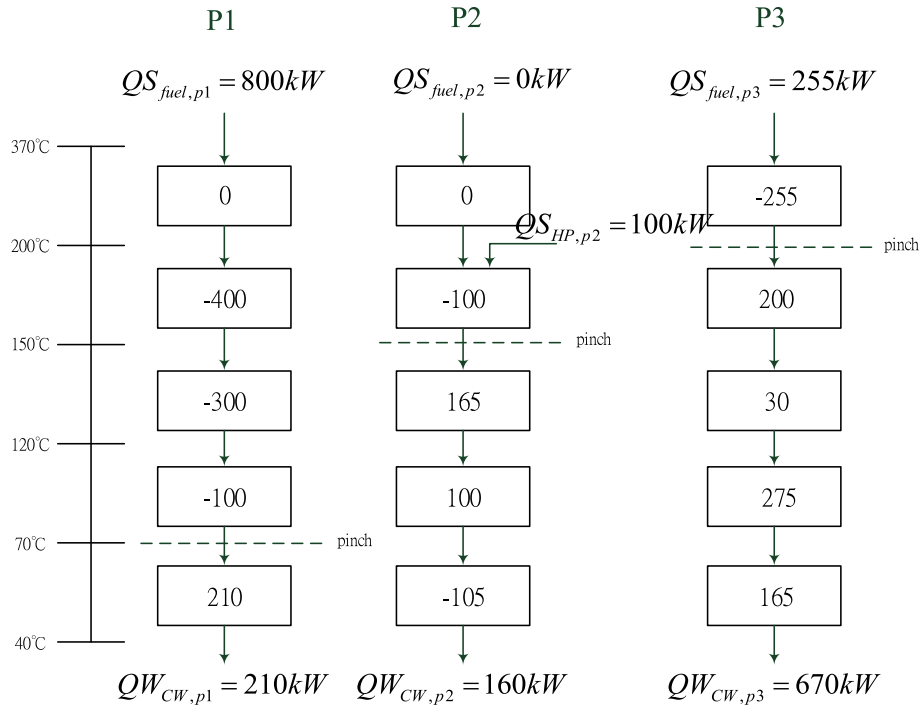 P1 P2 P3
QS_{fuel,p1} = 800kW QS_{fuel,p2} = 0kW QS_{fuel,p3} = 255kW
370℃
0 0 -255
QS_{HP,p2} = 100kW
200℃ pinch
-400 -100 200
150℃ pinch
-300 165 30
120℃
-100 100 275
70℃ pinch
210 -105 165
40℃
QW_{CW,p1} = 210kW QW_{CW,p2} = 160kW QW_{CW,p3} = 670kW